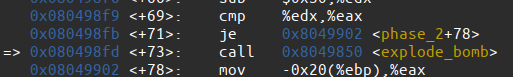 0x080498f9 <+69>: cmp %edx,%eax
0x080498fb <+71>: je 0x8049902 <phase_2+78>
=> 0x080498fd <+73>: call 0x8049850 <explode_bomb>
0x08049902 <+78>: mov -0x20(%ebp),%eax